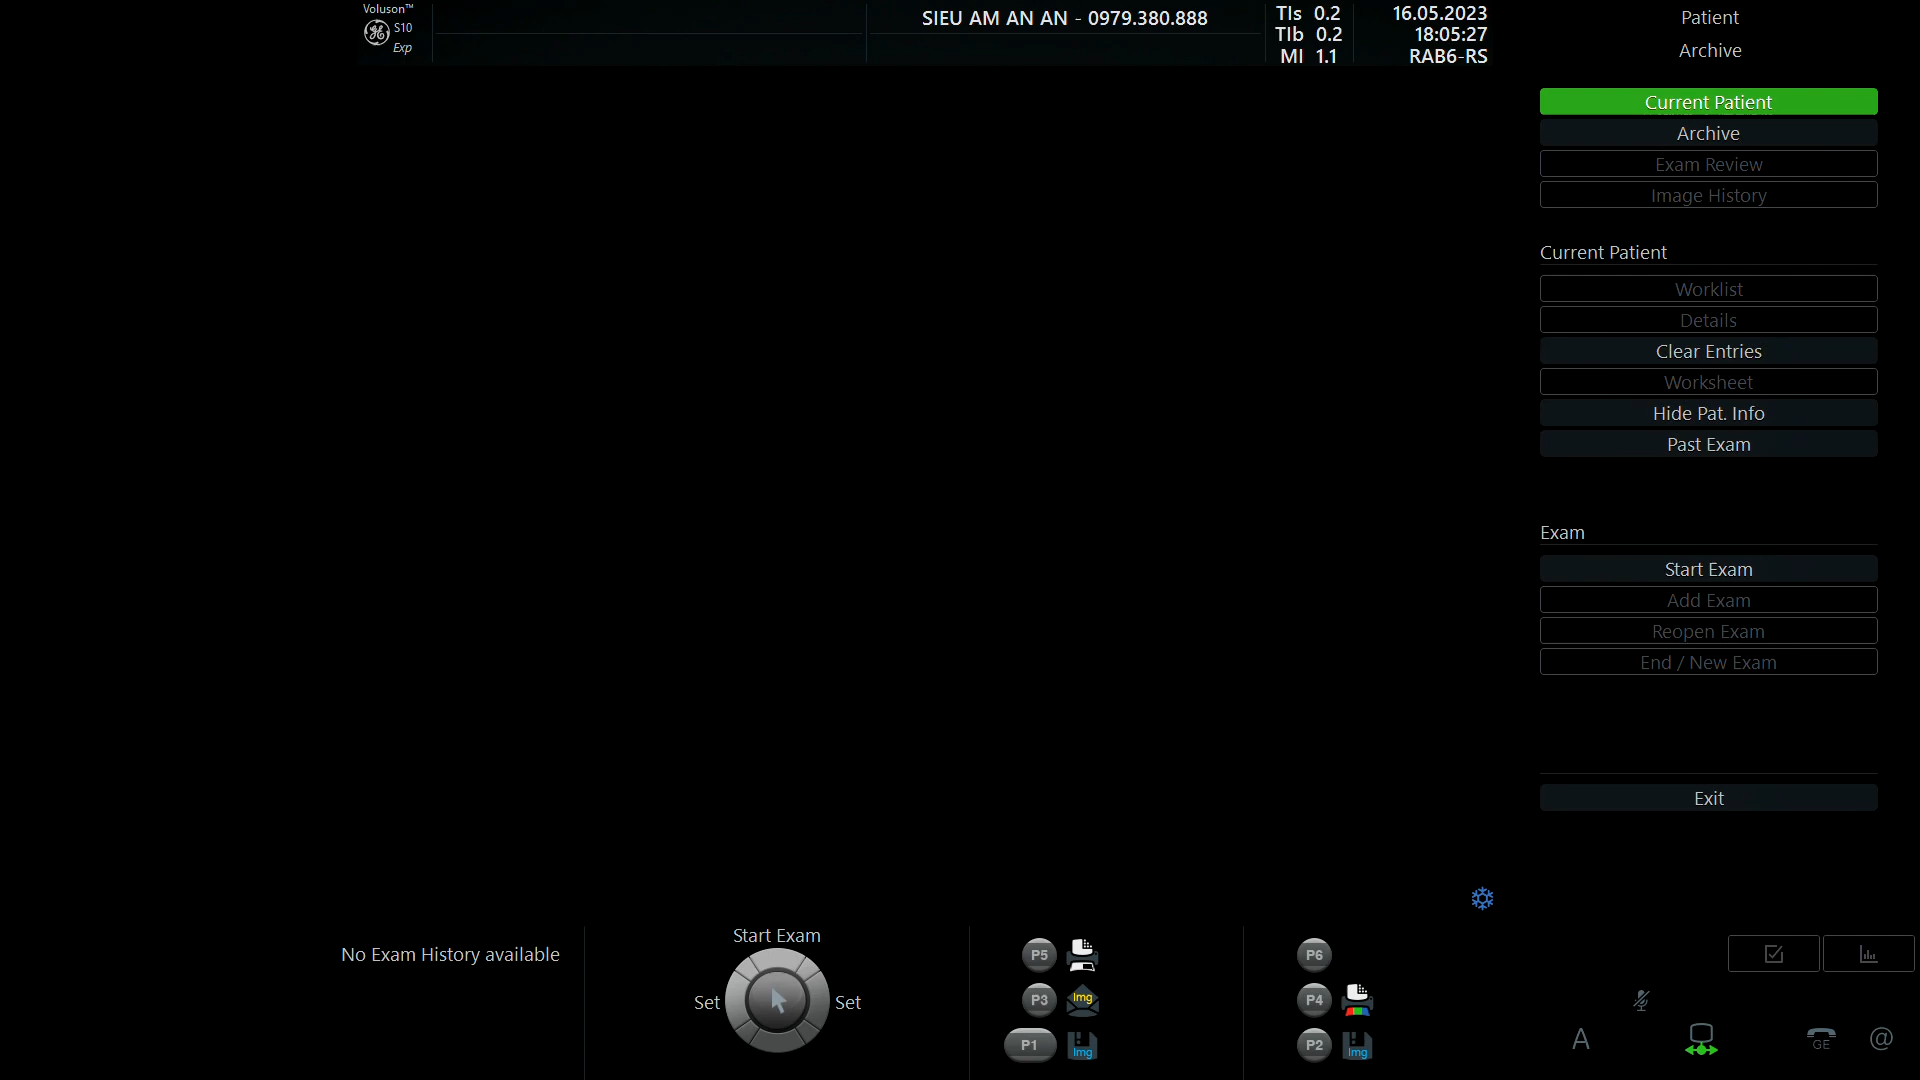 Voluson™
S10
Exp
SIEU AM AN AN - 0979.380.888
TIs 0.2
TIb 0.2
MI 1.1
16.05.2023
18:05:27
RAB6-RS
Patient
Archive
Current Patient
Archive
Exam Review
Image History
Current Patient
Worklist
Details
Clear Entries
Worksheet
Hide Pat. Info
Past Exam
Exam
Start Exam
Add Exam
Reopen Exam
End / New Exam
Exit
No Exam History available
Start Exam
Set
Set
P5
P3 Img
P1 Img
P6
P4
P2 Img
A
GE
@